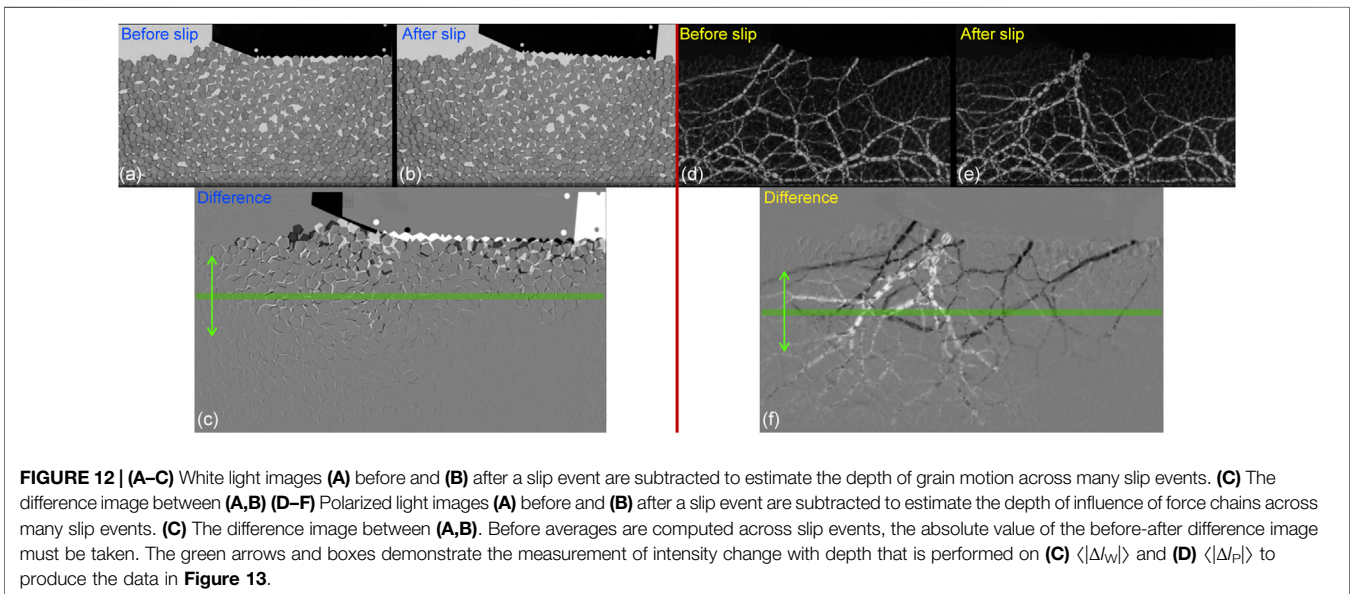 Before slip
After slip
Before slip
After slip
(a)
(b)
(d)
(e)
Difference
Difference
(c)
(f)
FIGURE 12 | (A–C) White light images (A) before and (B) after a slip event are subtracted to estimate the depth of grain motion across many slip events. (C) The
difference image between (A,B) (D–F) Polarized light images (A) before and (B) after a slip event are subtracted to estimate the depth of influence of force chains across
many slip events. (C) The difference image between (A,B). Before averages are computed across slip events, the absolute value of the before-after difference image
must be taken. The green arrows and boxes demonstrate the measurement of intensity change with depth that is performed on (C) ⟨|ΔI_W|⟩ and (D) ⟨|ΔI_P|⟩ to
produce the data in Figure 13.